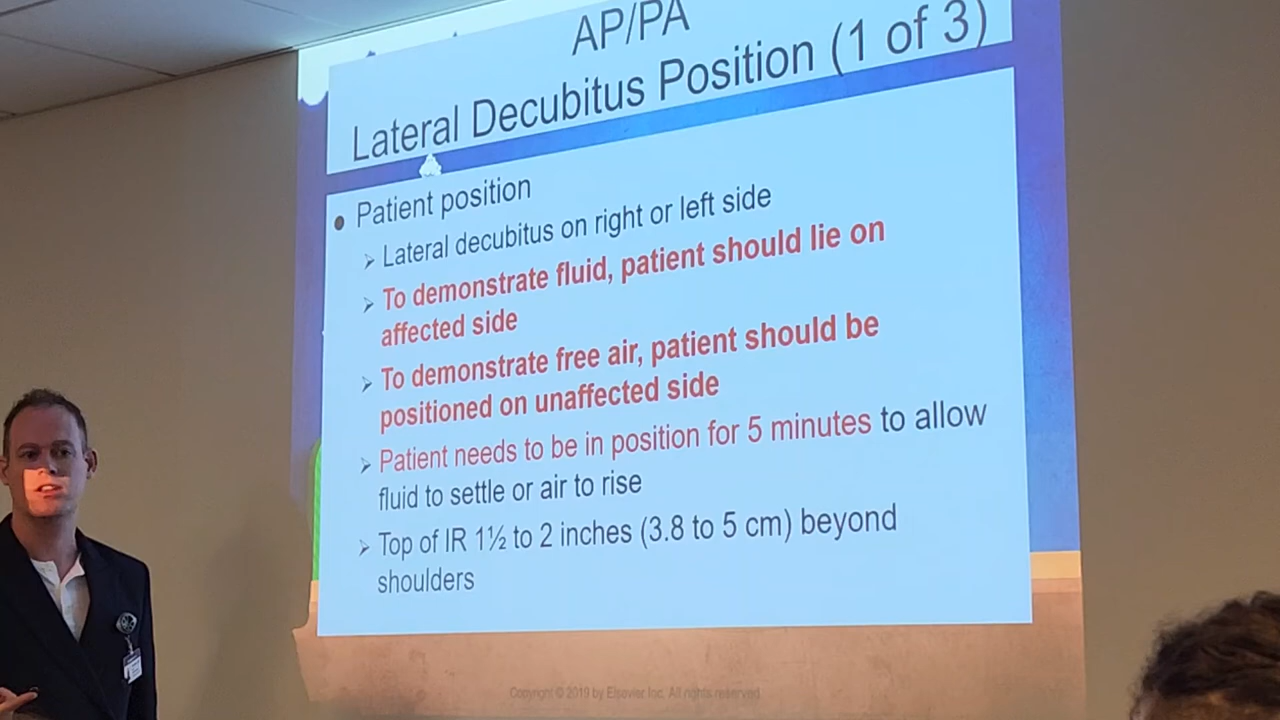 AP/PA
Lateral Decubitus Position (1 of 3)
● Patient position
➢ Lateral decubitus on right or left side
➢ To demonstrate fluid, patient should lie on
affected side
➢ To demonstrate free air, patient should be
positioned on unaffected side
➢ Patient needs to be in position for 5 minutes to allow
fluid to settle or air to rise
➢ Top of IR 1½ to 2 inches (3.8 to 5 cm) beyond
shoulders
Copyright © 2019 by Elsevier Inc. All rights reserved.